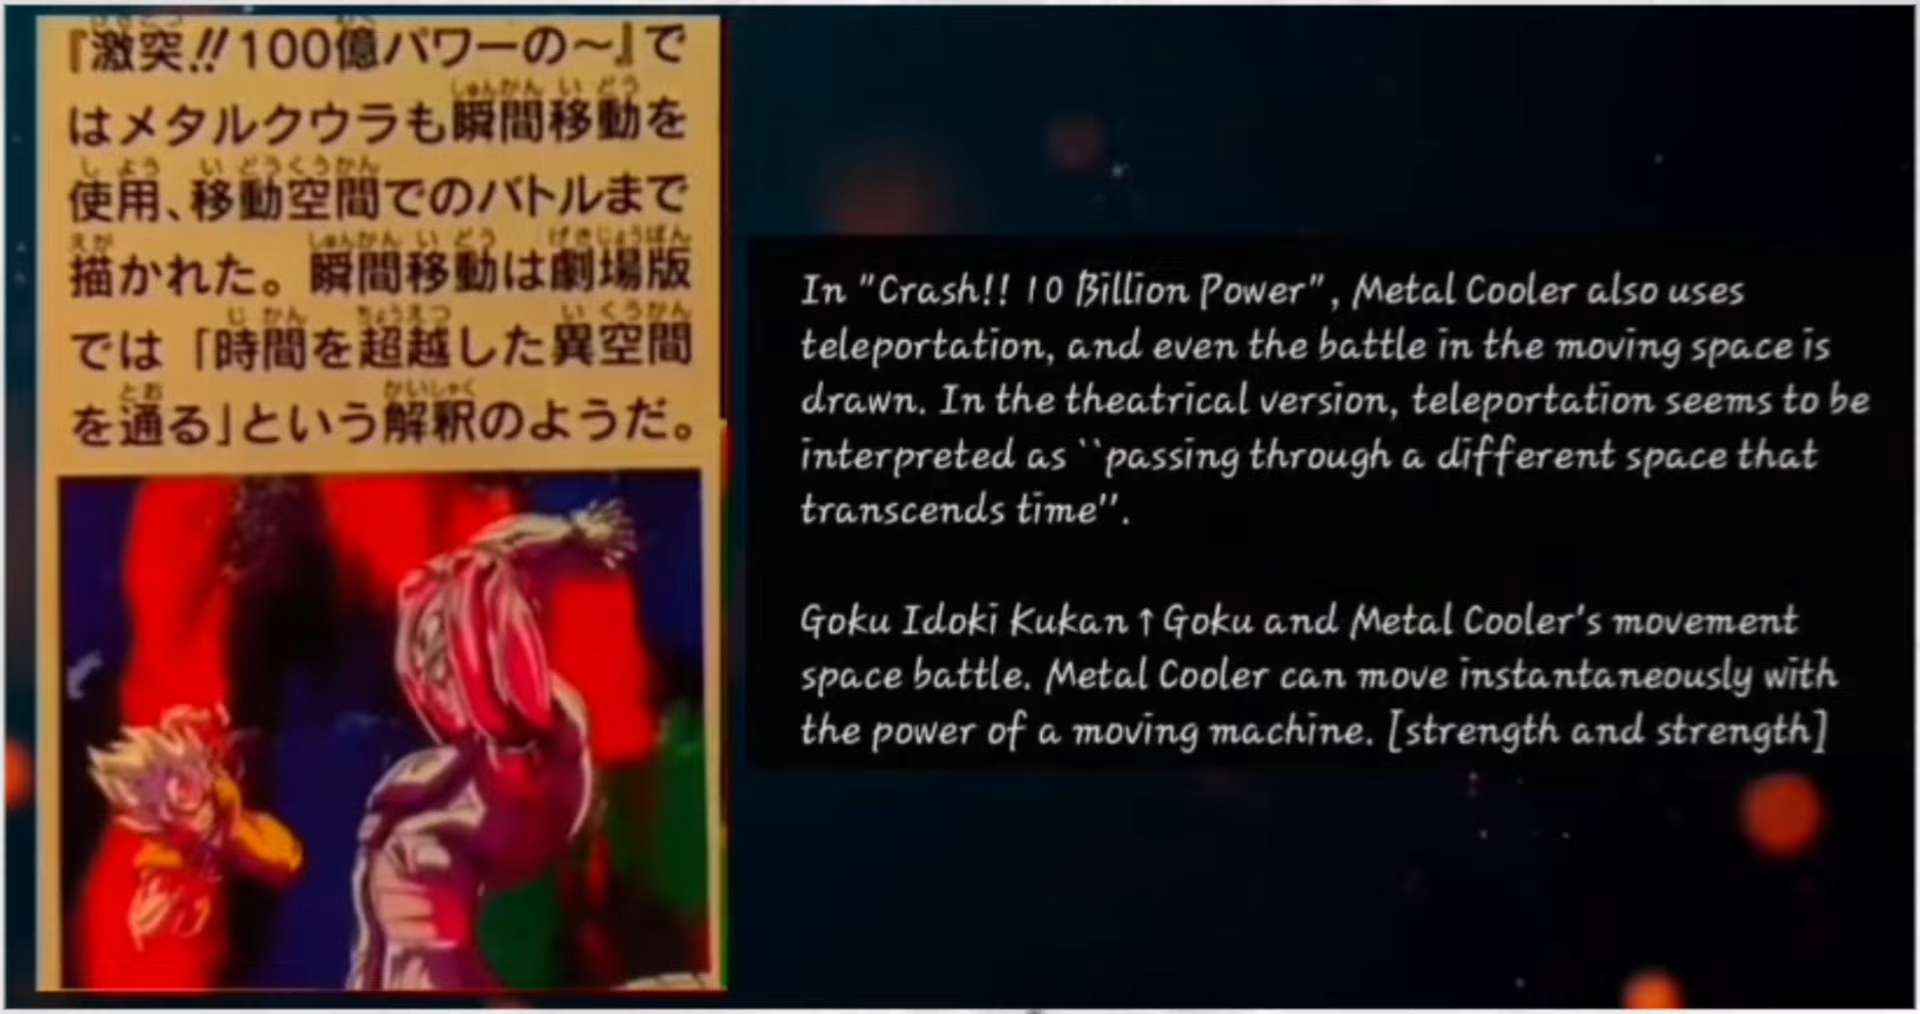 『激突!!100億パワーの～』で
はメタルクウラも瞬間移動を
使用、移動空間でのバトルまで
描かれた。瞬間移動は劇場版
では「時間を超越した異空間
を通る」という解釈のようだ。
In "Crash!! 10 Billion Power", Metal Cooler also uses
teleportation, and even the battle in the moving space is
drawn. In the theatrical version, teleportation seems to be
interpreted as ``passing through a different space that
transcends time".
Goku Idoki Kukan ↑ Goku and Metal Cooler's movement
space battle. Metal Cooler can move instantaneously with
the power of a moving machine. [strength and strength]